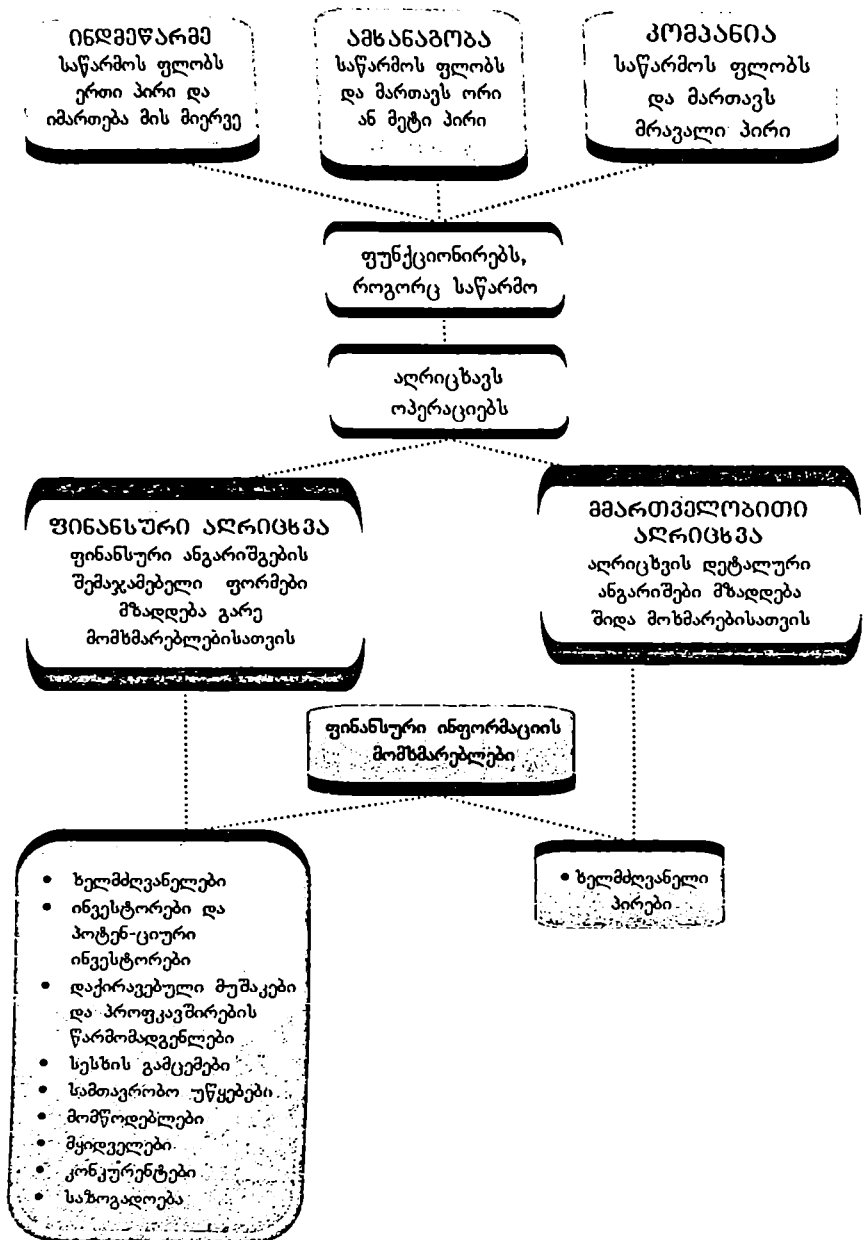 ინდმეწარმე
საწარმოს ფლობს
ერთი პირი და
იმართება მის მიერვე
ამხანაგობა
საწარმოს ფლობს
და მართავს ორი
ან მეტი პირი
კომპანია
საწარმოს ფლობს
და მართავს
მრავალი პირი
ფუნქციონირებს,
როგორც საწარმო
აღრიცხავს
ოპერაციებს
ფინანსური აღრიცხვა
ფინანსური ანგარიშგების
შემაჯამებელი ფორმები
მზადდება გარე
მომხმარებლებისათვის
მმართველობითი
აღრიცხვა
აღრიცხვის დეტალური
ანგარიშები მზადდება
შიდა მოხმარებისათვის
ფინანსური ინფორმაციის
მომხმარებლები
• ხელმძღვანელები
• ინვესტორები და
პოტენ-ციური
ინვესტორები
• დაქირავებული მუშაკები
და პროფკავშირების
წარმომადგენლები
• სესხის გამცემები
• სამთავრობო უწყებები
• მომწოდებლები
• მყიდველები
• კონკურენტები
• საზოგადოება
• ხელმძღვანელი
პირები